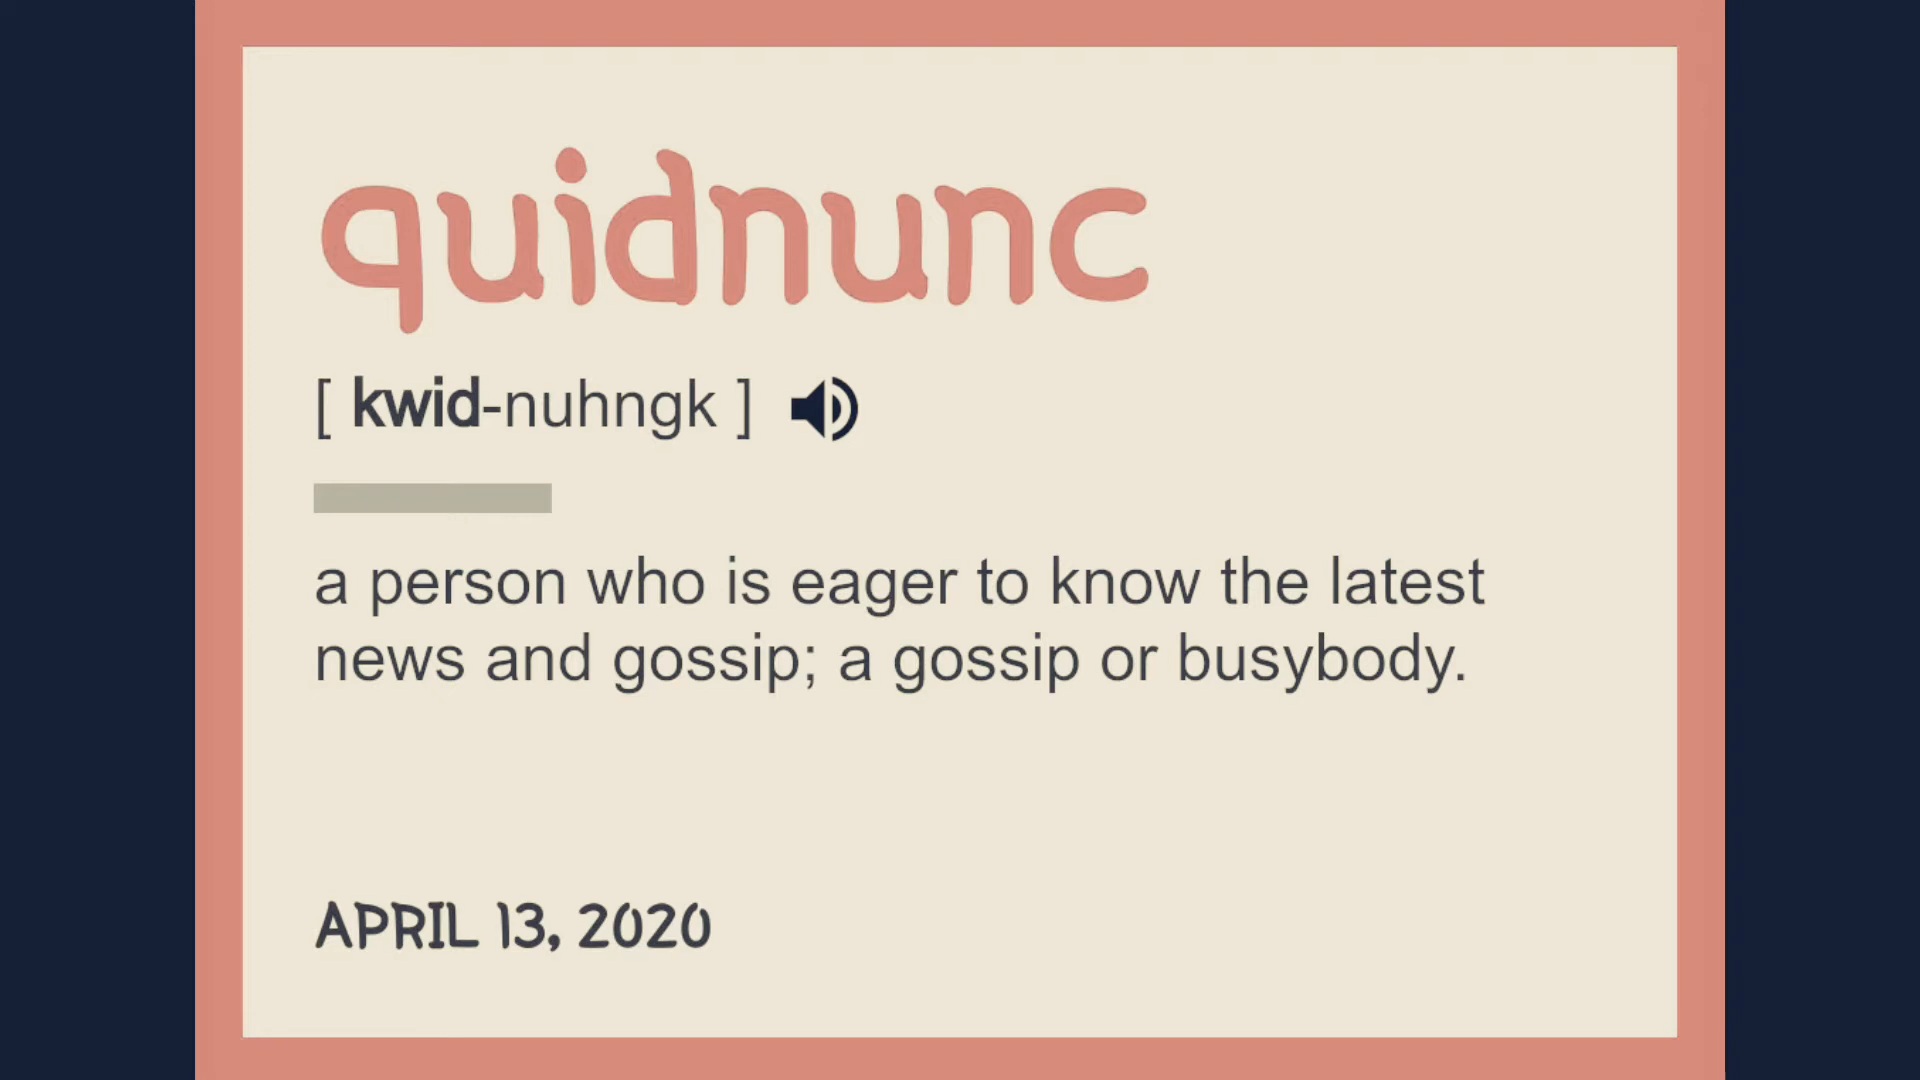 quidnunc
[ kwid-nuhngk ]
a person who is eager to know the latest
news and gossip; a gossip or busybody.
APRIL 13, 2020